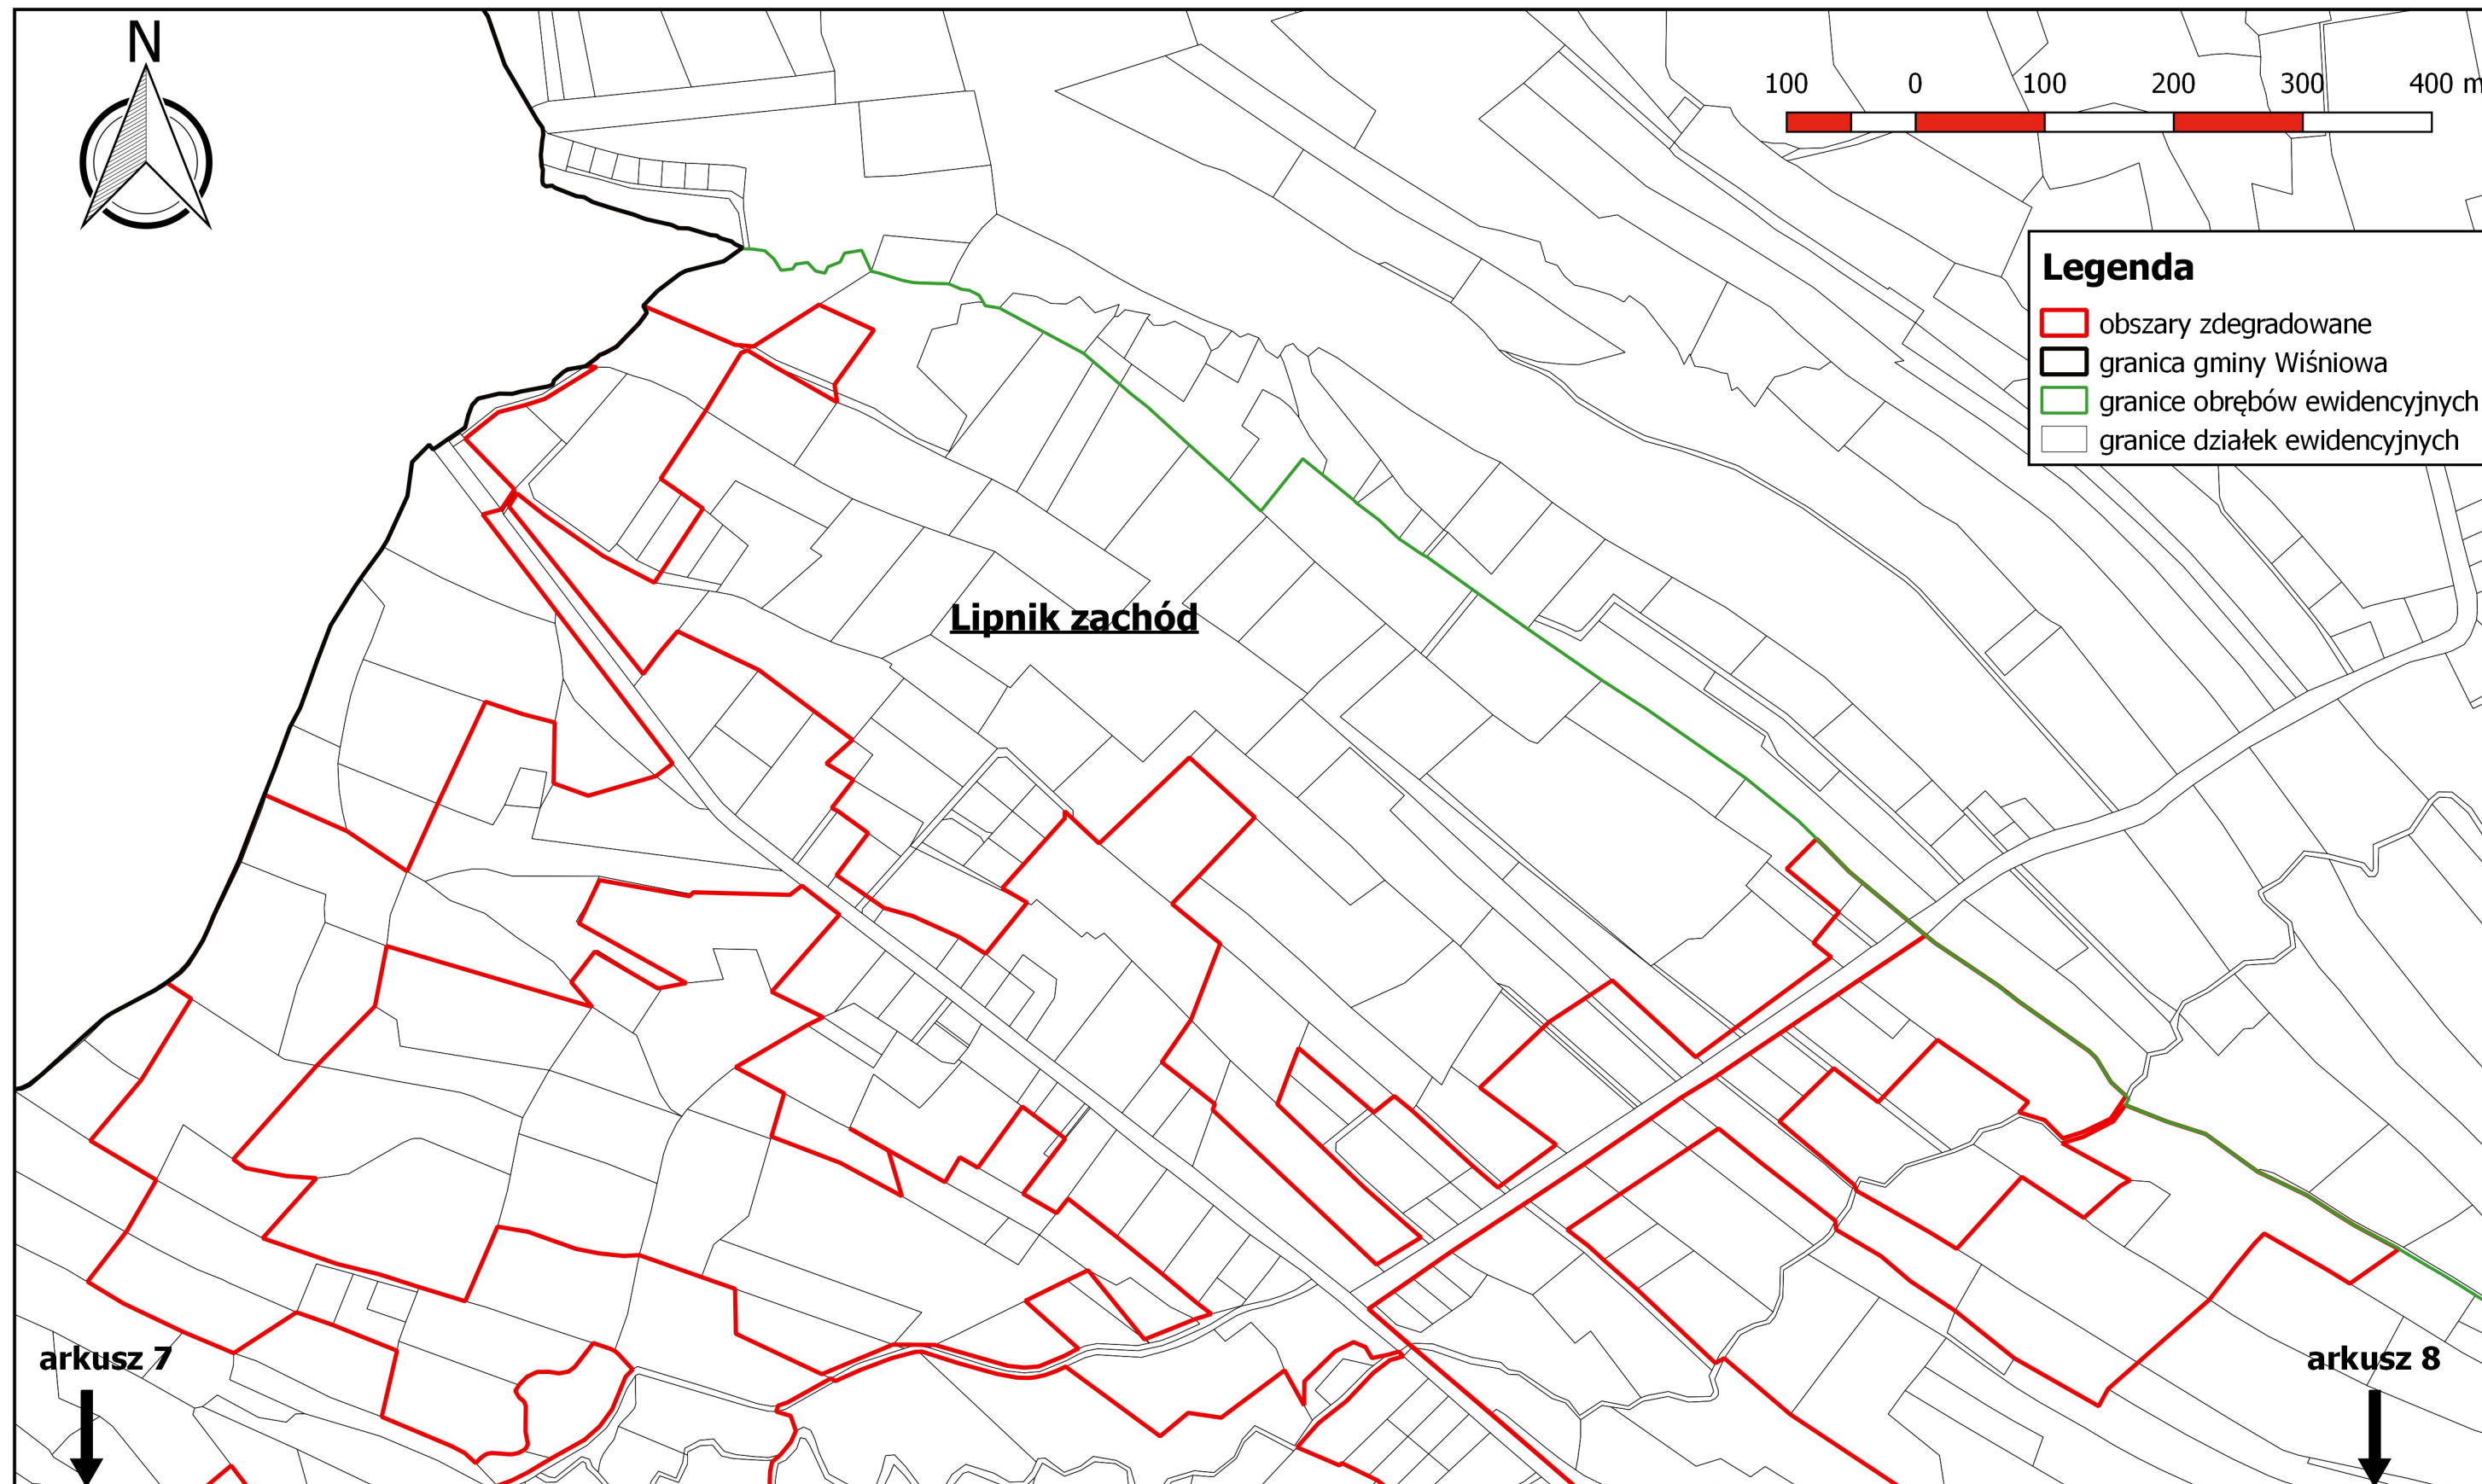 N
100 0 100 200 300 400 m
Legenda
obszary zdegradowane
granica gminy Wiśniowa
granice obrębów ewidencyjnych
granice działek ewidencyjnych
Lipnik zachód
arkusz 7
arkusz 8